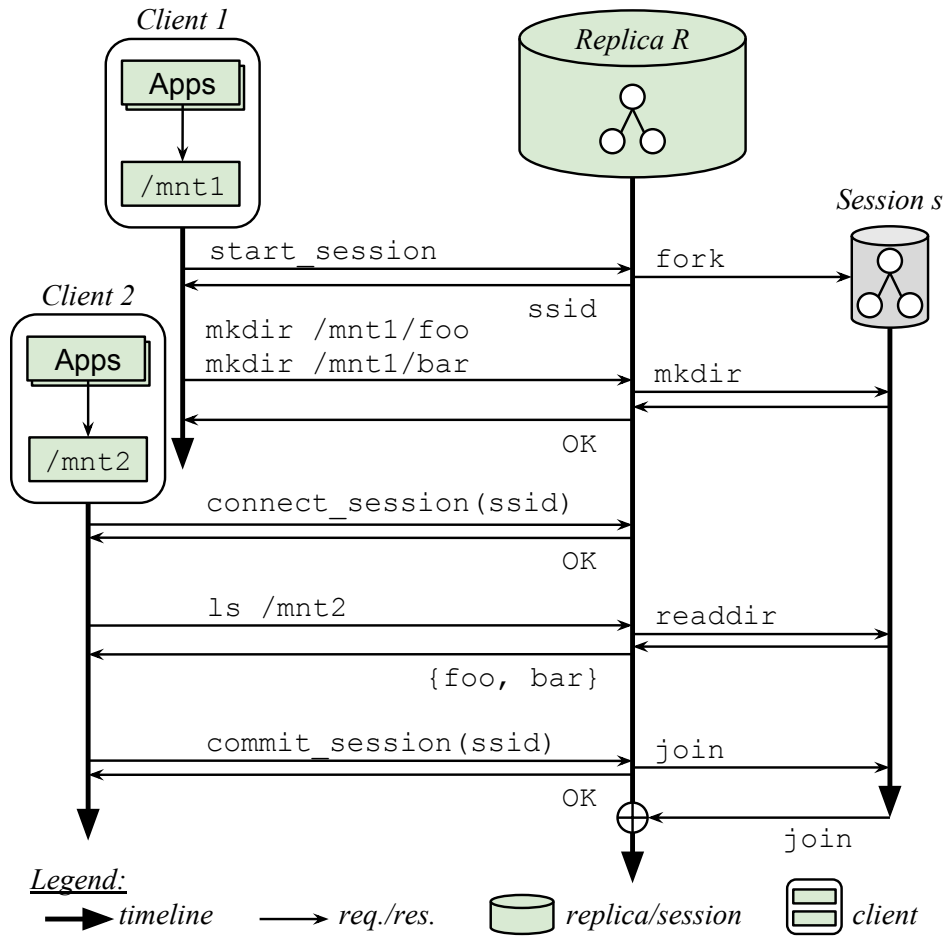 Client 1
Replica R
Apps
/mnt1
Session s
start_session
fork
ssid
Client 2
mkdir /mnt1/foo
mkdir /mnt1/bar
mkdir
Apps
OK
/mnt2
connect_session(ssid)
OK
ls /mnt2
readdir
{foo, bar}
commit_session(ssid)
join
OK
join
Legend:
timeline
req./res.
replica/session
client